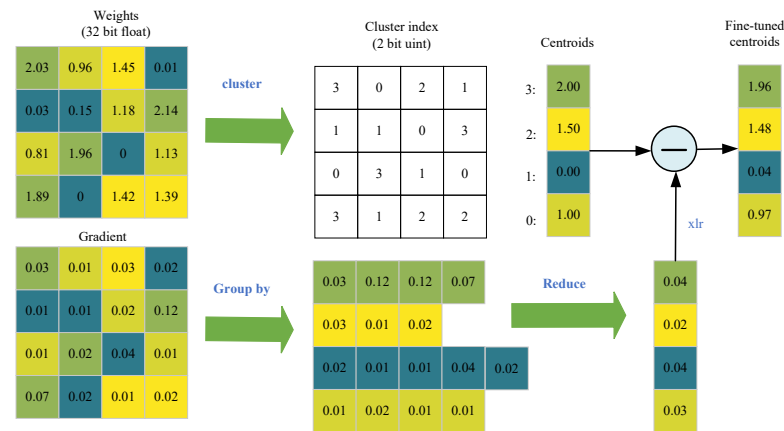 Weights
(32 bit float)
2.03 0.96 1.45 0.01
0.03 0.15 1.18 2.14
0.81 1.96 0 1.13
1.89 0 1.42 1.39
cluster
Cluster index
(2 bit uint)
3 0 2 1
1 1 0 3
0 3 1 0
3 1 2 2
Centroids
3: 2.00
2: 1.50
1: 0.00
0: 1.00
Fine-tuned
centroids
1.96
1.48
0.04
0.97
xlr
Gradient
0.03 0.01 0.03 0.02
0.01 0.01 0.02 0.12
0.01 0.02 0.04 0.01
0.07 0.02 0.01 0.02
Group by
0.03 0.12 0.12 0.07
0.03 0.01 0.02
0.02 0.01 0.01 0.04 0.02
0.01 0.02 0.01 0.01
Reduce
0.04
0.02
0.04
0.03